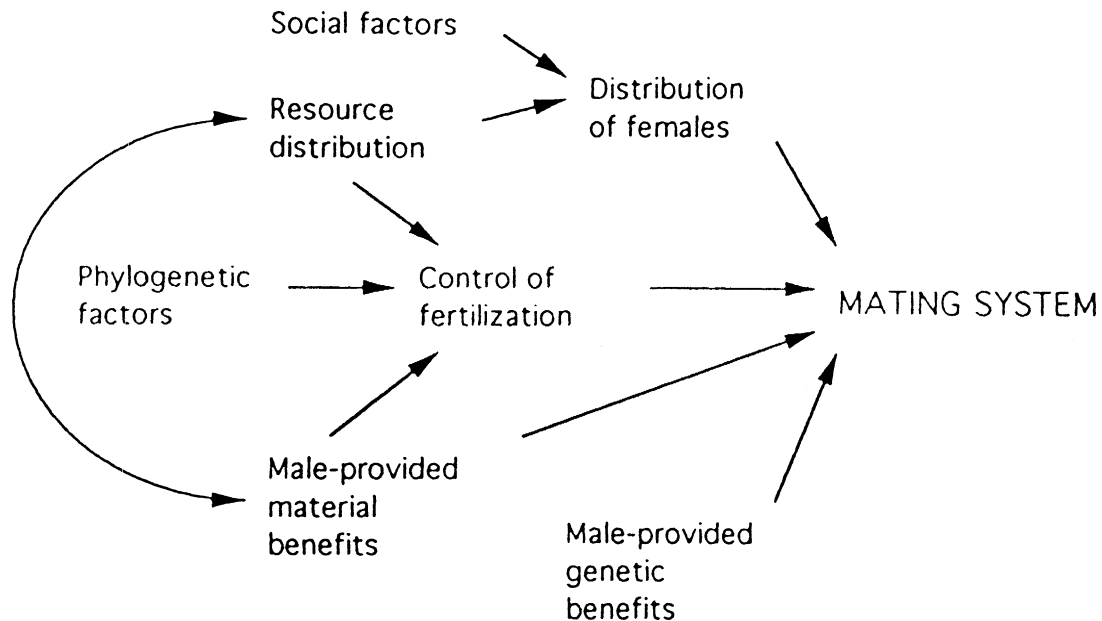 Social factors
Resource
distribution
Distribution
of females
Phylogenetic
factors
Control of
fertilization
MATING SYSTEM
Male-provided
material
benefits
Male-provided
genetic
benefits